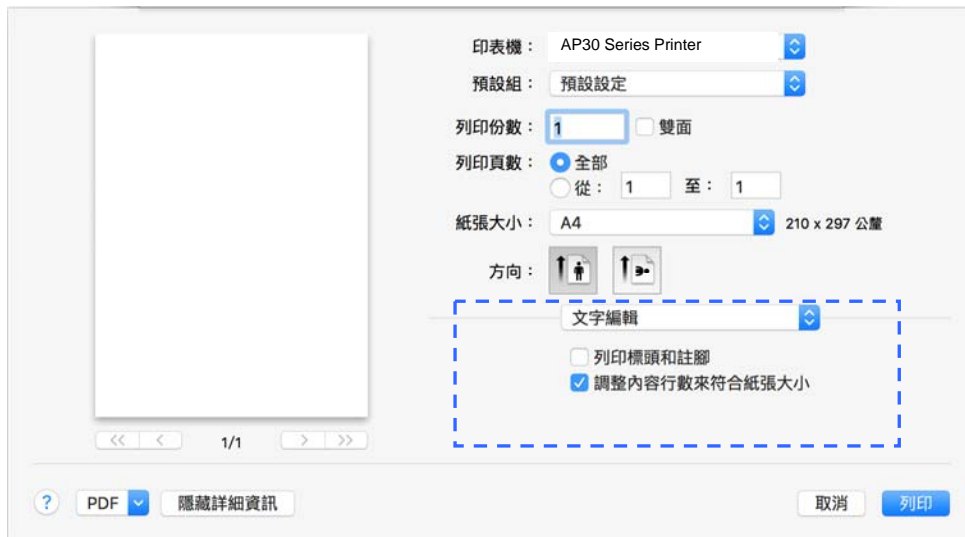 印表機： AP30 Series Printer
預設組： 預設設定
列印份數： 1 雙面
列印頁數： 全部
從： 1 至： 1
紙張大小： A4 210 x 297 公釐
方向：
文字編輯
列印標頭和註腳
調整內容行數來符合紙張大小
<< < 1/1 > >>
? PDF 隱藏詳細資訊 取消 列印